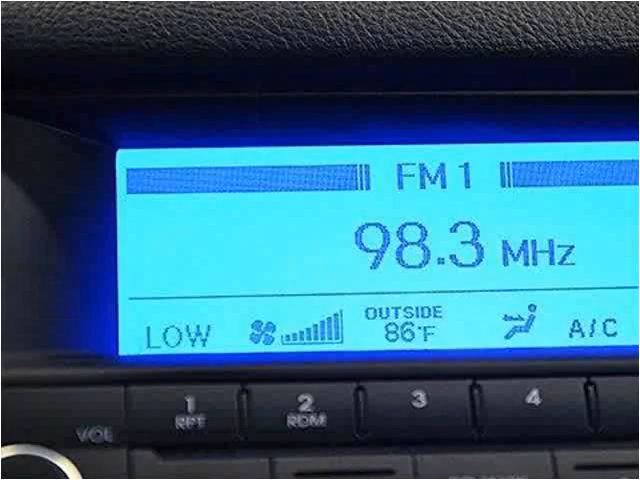 FM 1
98.3 MHz
LOW OUTSIDE 86°F A/C
1 2 3 4
VOL RPT RDM